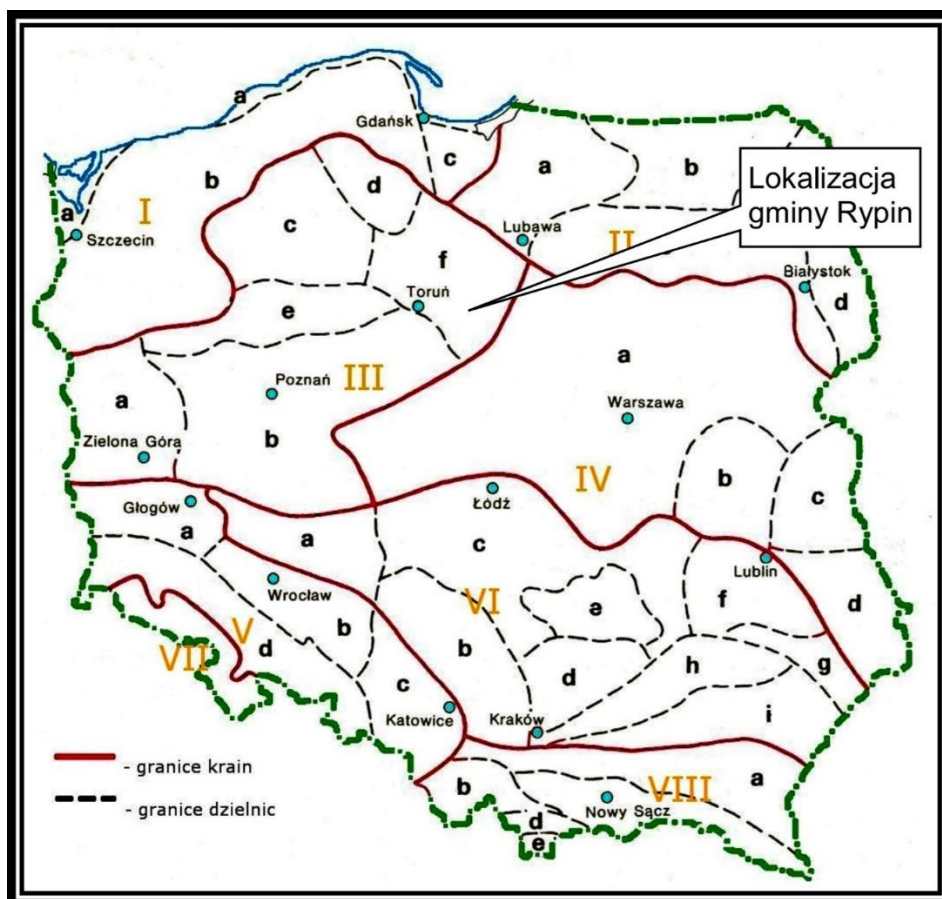 a
Gdańsk
c
a
b
b
d
Lokalizacja
gminy Rypin
I
a
Szczecin
c
f
Lubawa
II
Białystok
Toruń
d
e
a
Poznań
III
a
Warszawa
b
Zielona Góra
b
c
IV
Głogów
Łódź
a
a
c
Lublin
Wrocław
e
f
d
VI
b
V
b
VII
d
h
g
d
c
Katowice
Kraków
i
- granice krain
a
b
VIII
- granice dzielnic
Nowy Sącz
d
e